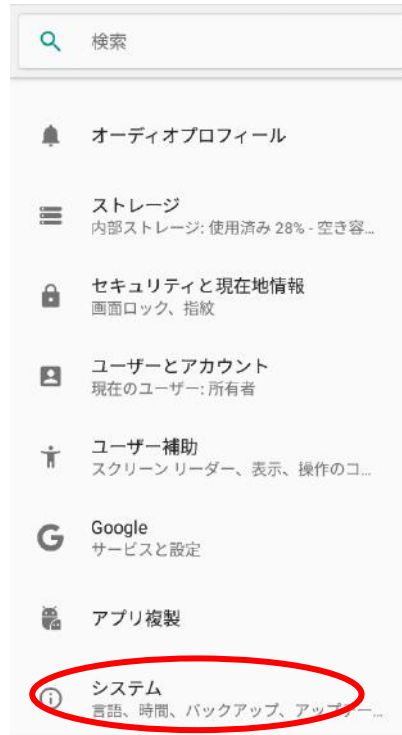 検索
オーディオプロフィール
ストレージ
内部ストレージ: 使用済み 28% - 空き容...
セキュリティと現在地情報
画面ロック、指紋
ユーザーとアカウント
現在のユーザー: 所有者
ユーザー補助
スクリーン リーダー、表示、操作のコ...
Google
サービスと設定
アプリ複製
システム
言語、時間、バックアップ、アップデー...